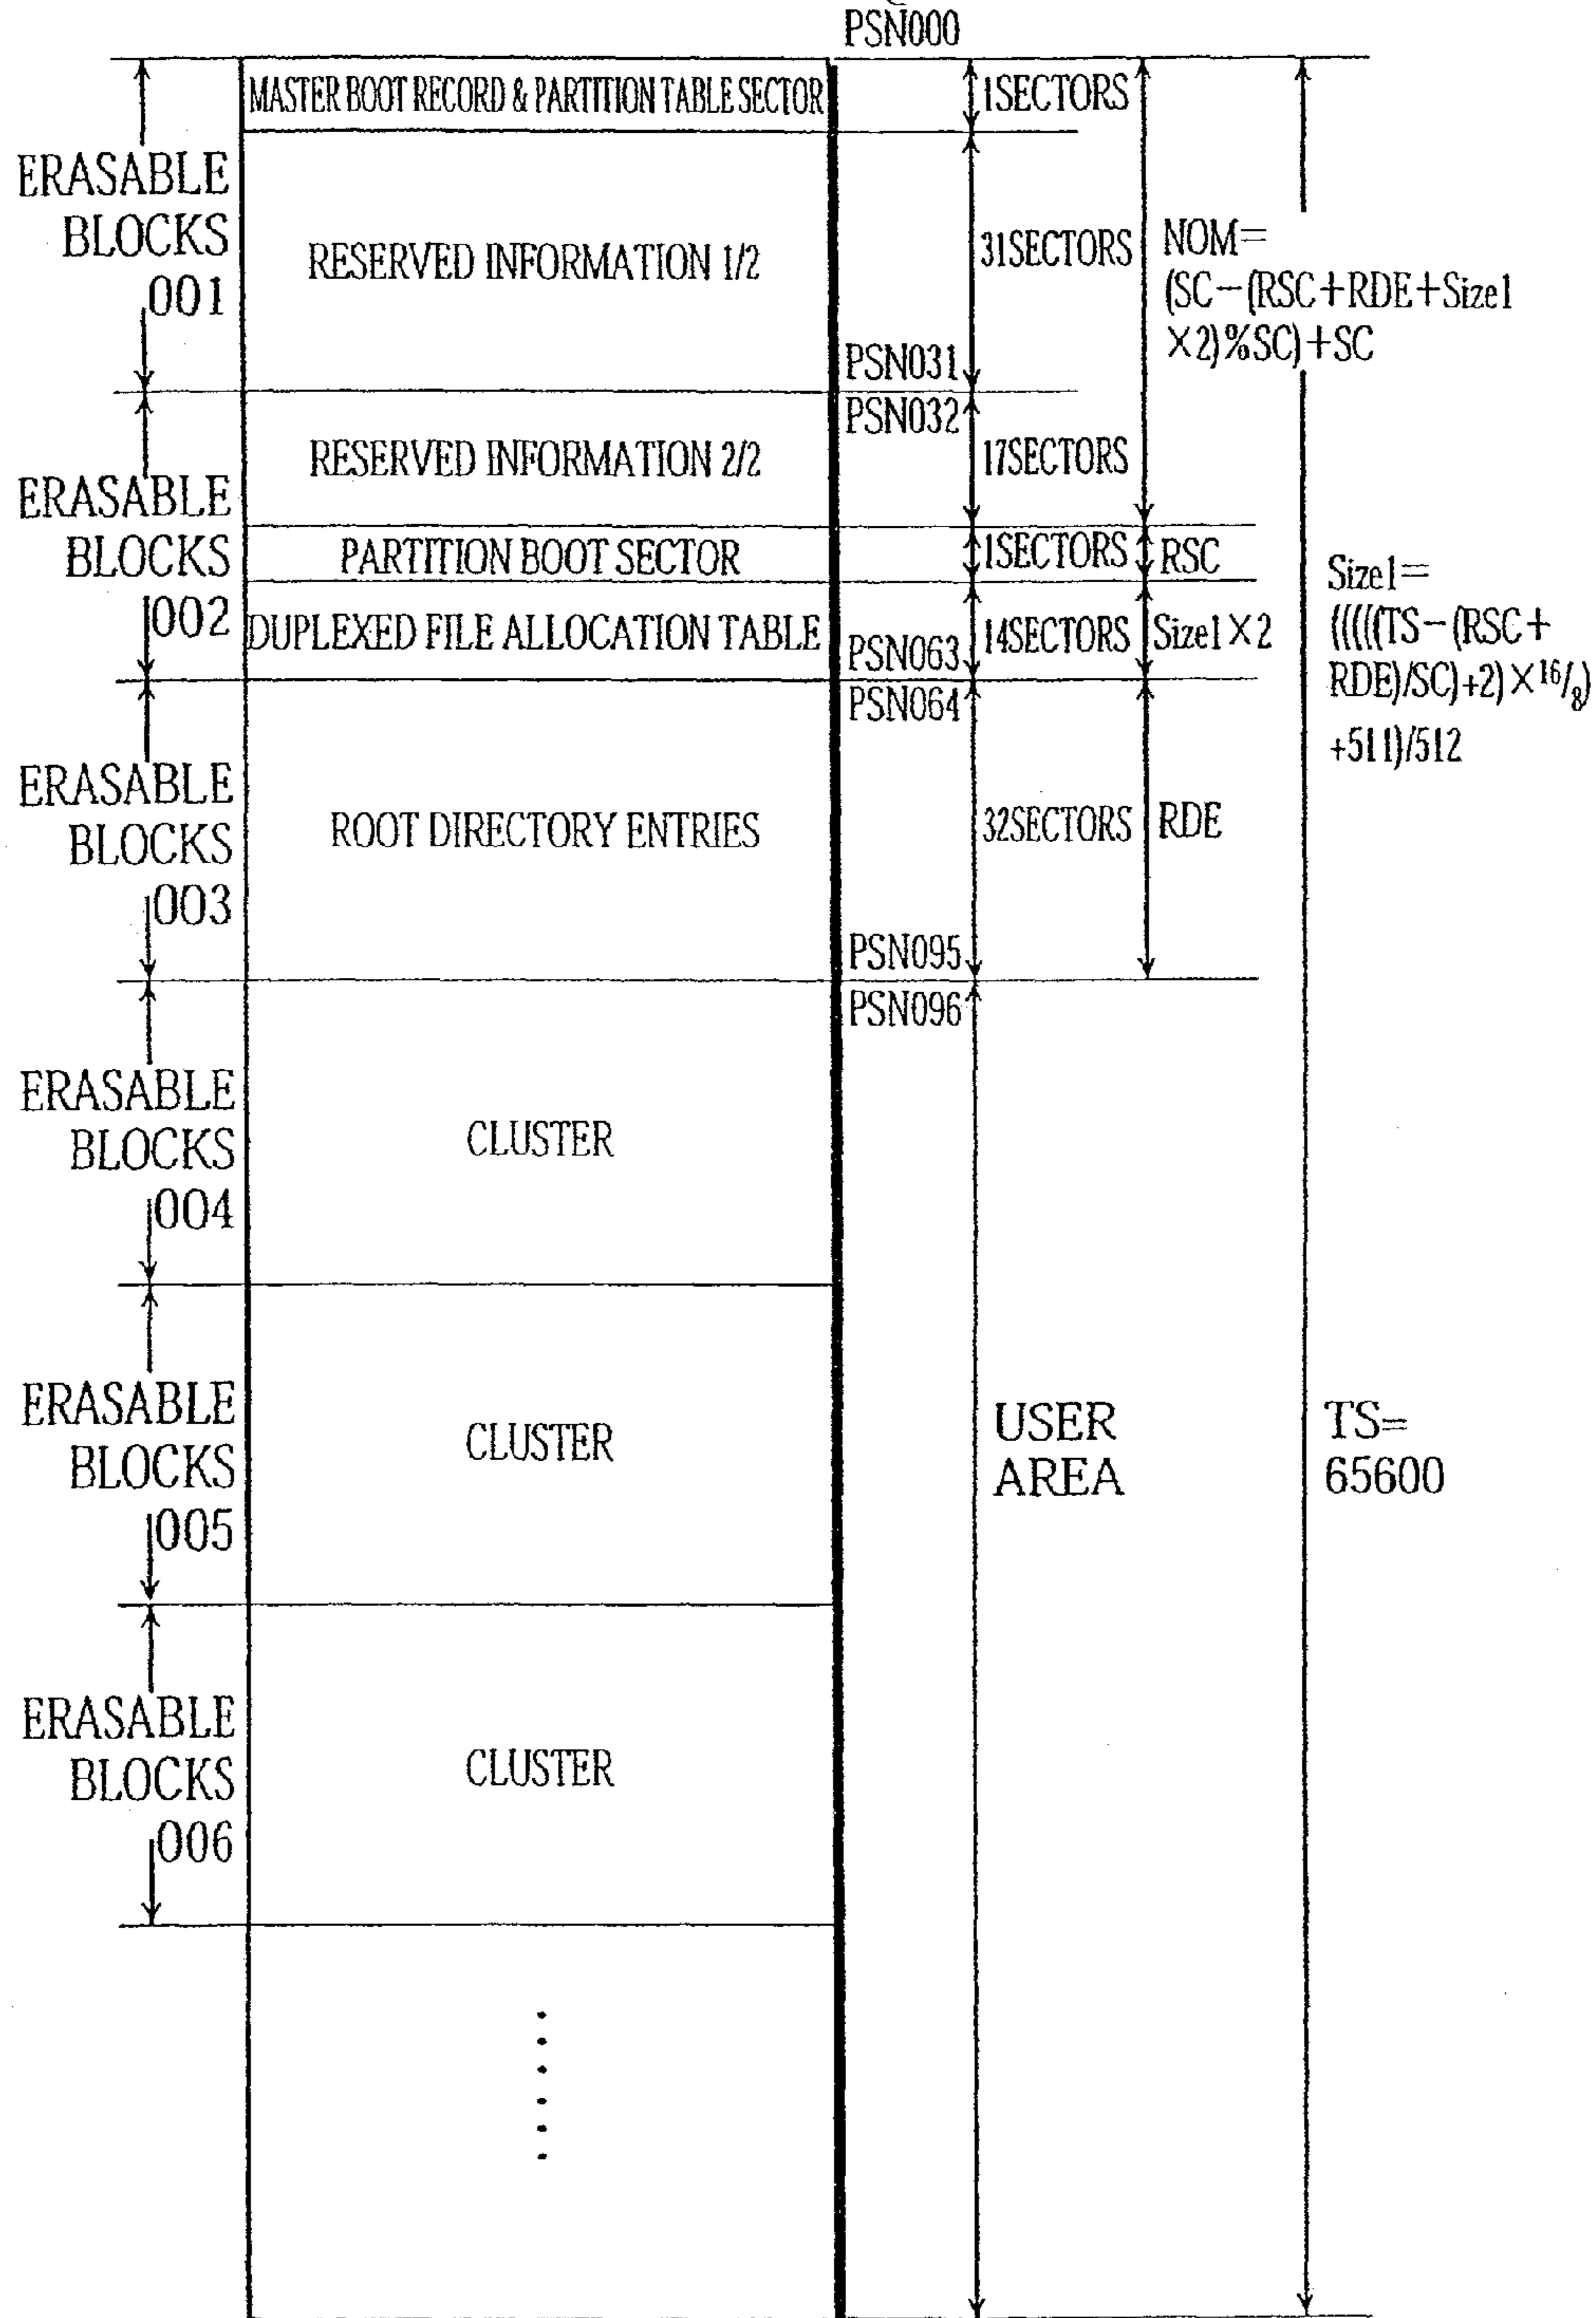 PSN000
MASTER BOOT RECORD & PARTITION TABLE SECTOR
1SECTORS
ERASABLE
BLOCKS
001
RESERVED INFORMATION 1/2
31SECTORS
NOM=
(SC-(RSC+RDE+Size1
×2)%SC)+SC
PSN031
PSN032
RESERVED INFORMATION 2/2
17SECTORS
ERASABLE
BLOCKS
002
PARTITION BOOT SECTOR
1SECTORS
RSC
DUPLEXED FILE ALLOCATION TABLE
PSN063
14SECTORS
Size1×2
Size1=
(((((TS-(RSC+
RDE)/SC)+2)×16/8)
+511)/512
PSN064
ERASABLE
BLOCKS
003
ROOT DIRECTORY ENTRIES
32SECTORS
RDE
PSN095
PSN096
ERASABLE
BLOCKS
004
CLUSTER
ERASABLE
BLOCKS
005
CLUSTER
USER
AREA
TS=
65600
ERASABLE
BLOCKS
006
CLUSTER